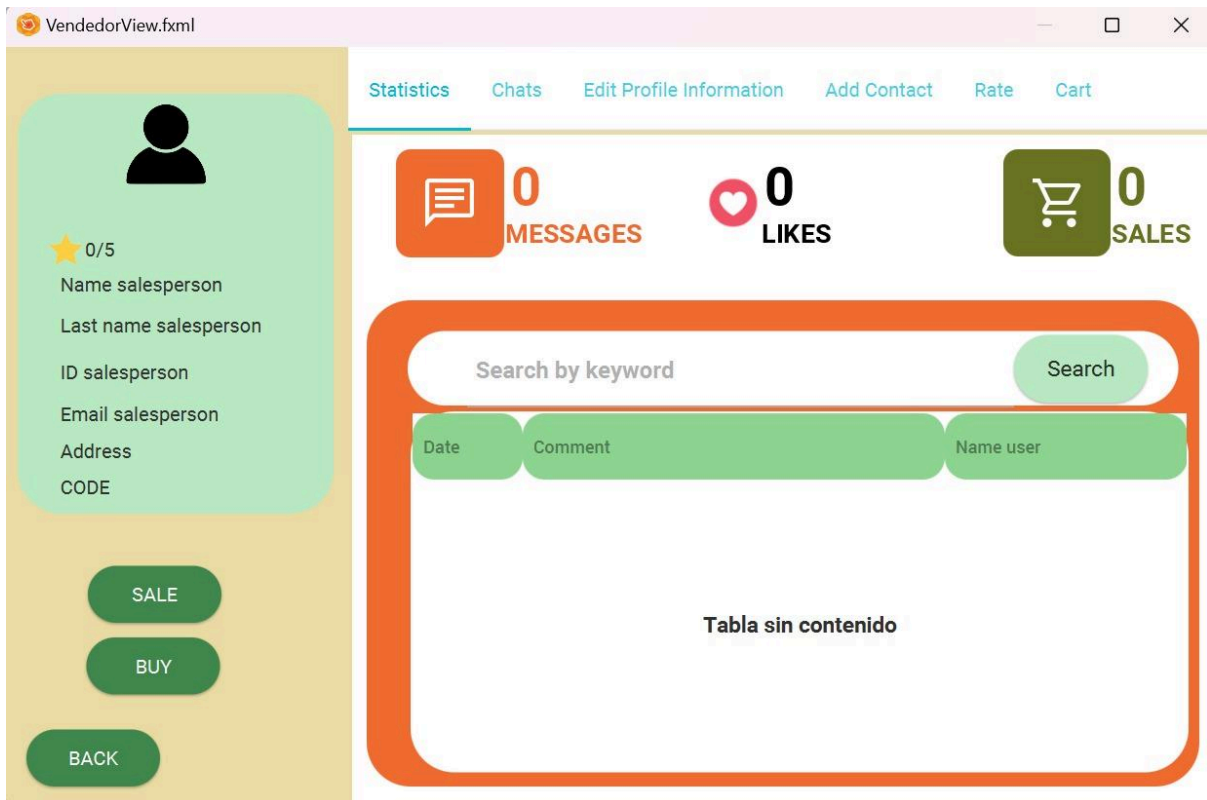 VendedorView.fxml
Statistics Chats Edit Profile Information Add Contact Rate Cart
0/5
Name salesperson
Last name salesperson
ID salesperson
Email salesperson
Address
CODE
SALE
BUY
BACK
0
MESSAGES
0
LIKES
0
SALES
Search by keyword Search
Date Comment Name user
Tabla sin contenido